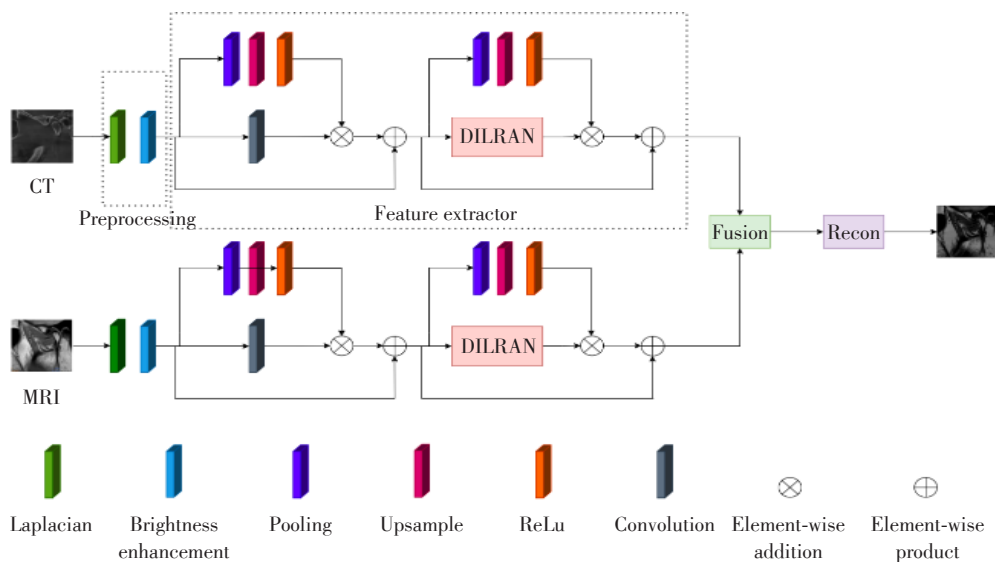 DILRAN
CT
Preprocessing
Feature extractor
Fusion
Recon
DILRAN
MRI
Laplacian
Brightness
enhancement
Pooling
Upsample
ReLu
Convolution
Element-wise
addition
Element-wise
product